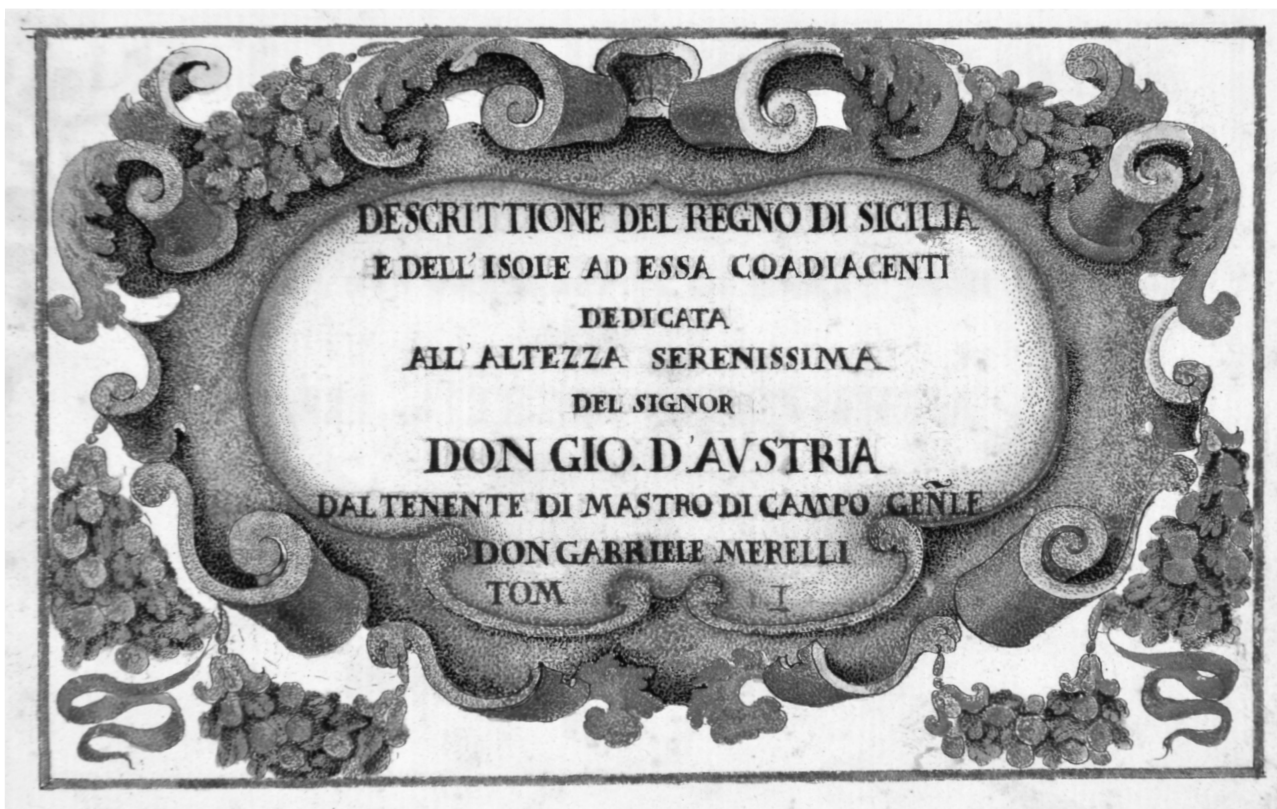 DESCRITTIONE DEL REGNO DI SICILIA
E DELL'ISOLE AD ESSA COADIACENTI
DEDICATA
ALL'ALTEZZA SERENISSIMA
DEL SIGNOR
DON GIO. D'AVSTRIA
DAL TENENTE DI MASTRO DI CAMPO GEÑLE
DON GABRIELE MERELLI
TOM I